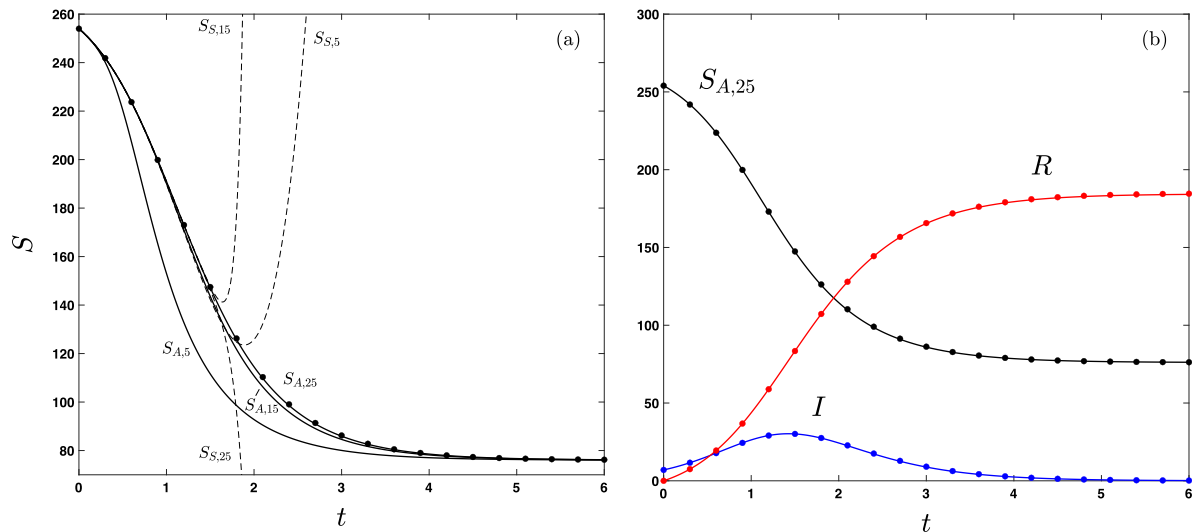 260
240
220
200
180
160
140
120
100
80
0 1 2 3 4 5 6
S
t
(a)
S_{S,15}
S_{S,5}
S_{A,5}
S_{A,25}
S_{A,15}
S_{S,25}
300
250
200
150
100
50
0
0 1 2 3 4 5 6
t
(b)
S_{A,25}
R
I